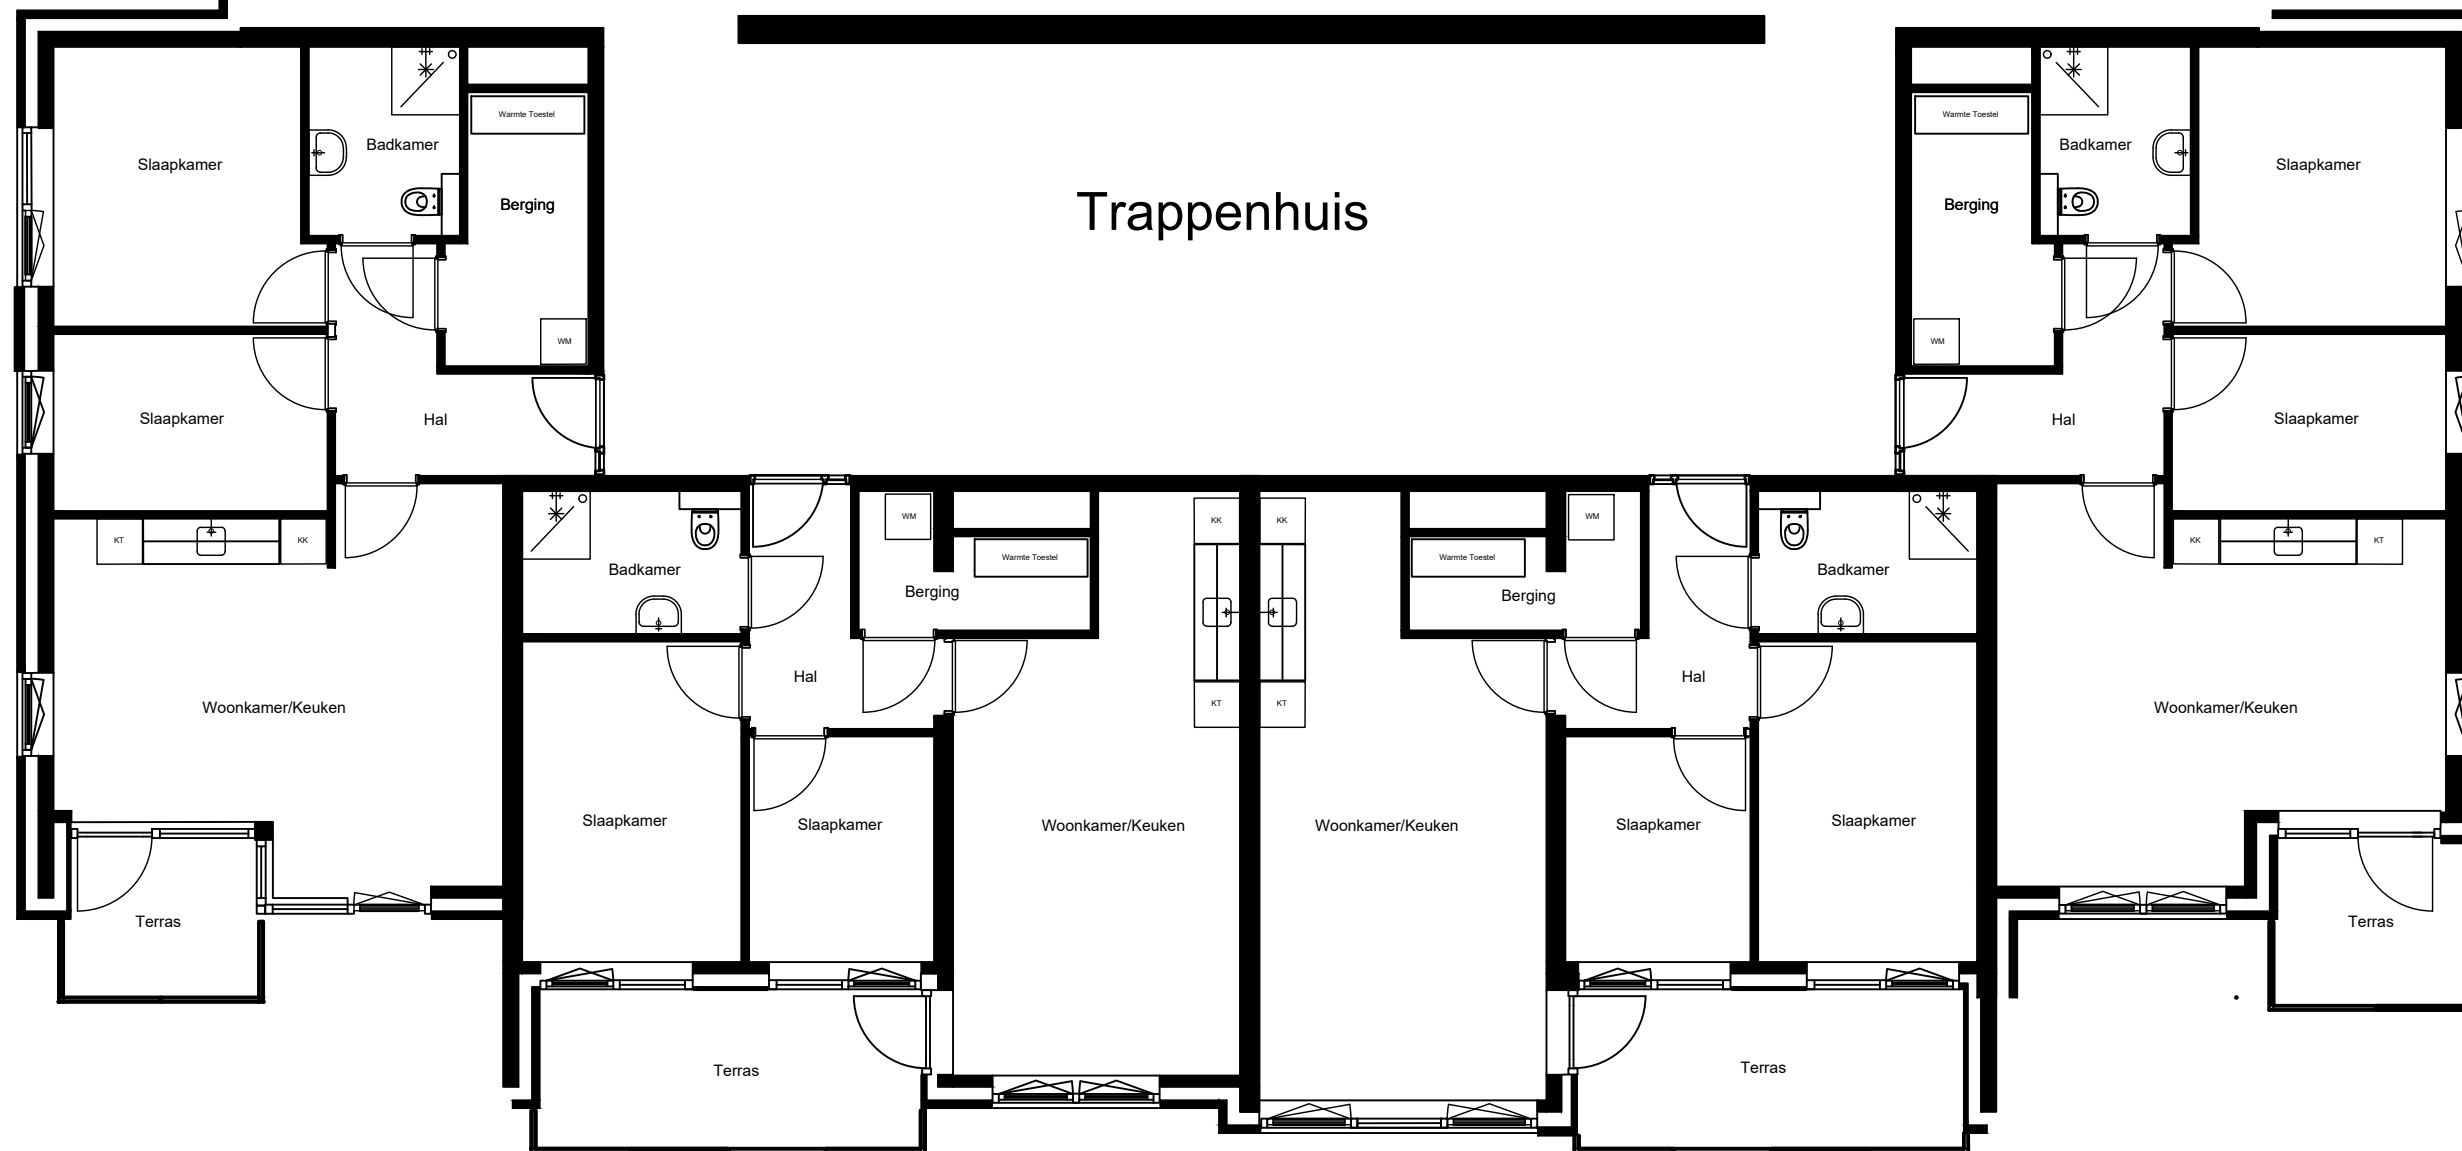 Warmte Toestel
Warmte Toestel
Badkamer
Badkamer
Slaapkamer
Slaapkamer
Berging
Trappenhuis
Berging
WM
WM
Slaapkamer
Hal
Hal
Slaapkamer
KT
KK
WM
KK
KK
WM
KK
KT
Warmte Toestel
Warmte Toestel
Badkamer
Berging
Berging
Badkamer
Hal
Hal
Woonkamer/Keuken
KT
KT
Woonkamer/Keuken
Slaapkamer
Slaapkamer
Woonkamer/Keuken
Woonkamer/Keuken
Slaapkamer
Slaapkamer
Terras
Terras
Terras
Terras